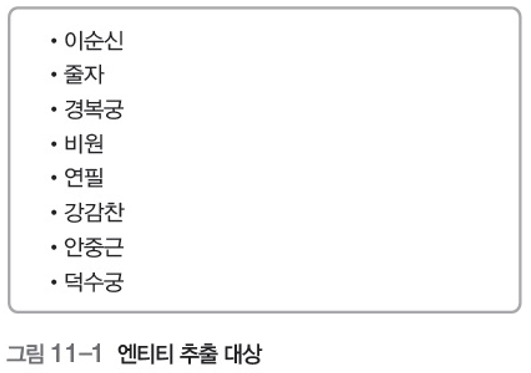 • 이순신
• 줄자
• 경복궁
• 비원
• 연필
• 강감찬
• 안중근
• 덕수궁
그림 11-1 엔티티 추출 대상